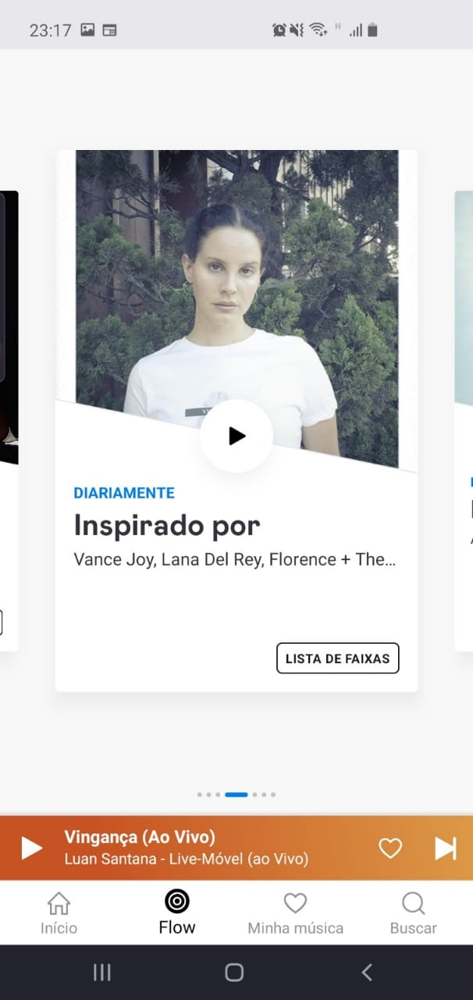 23:17
H
DIARIAMENTE
Inspirado por
Vance Joy, Lana Del Rey, Florence + The...
LISTA DE FAIXAS
Vingança (Ao Vivo)
Luan Santana - Live-Móvel (ao Vivo)
Início
Flow
Minha música
Buscar